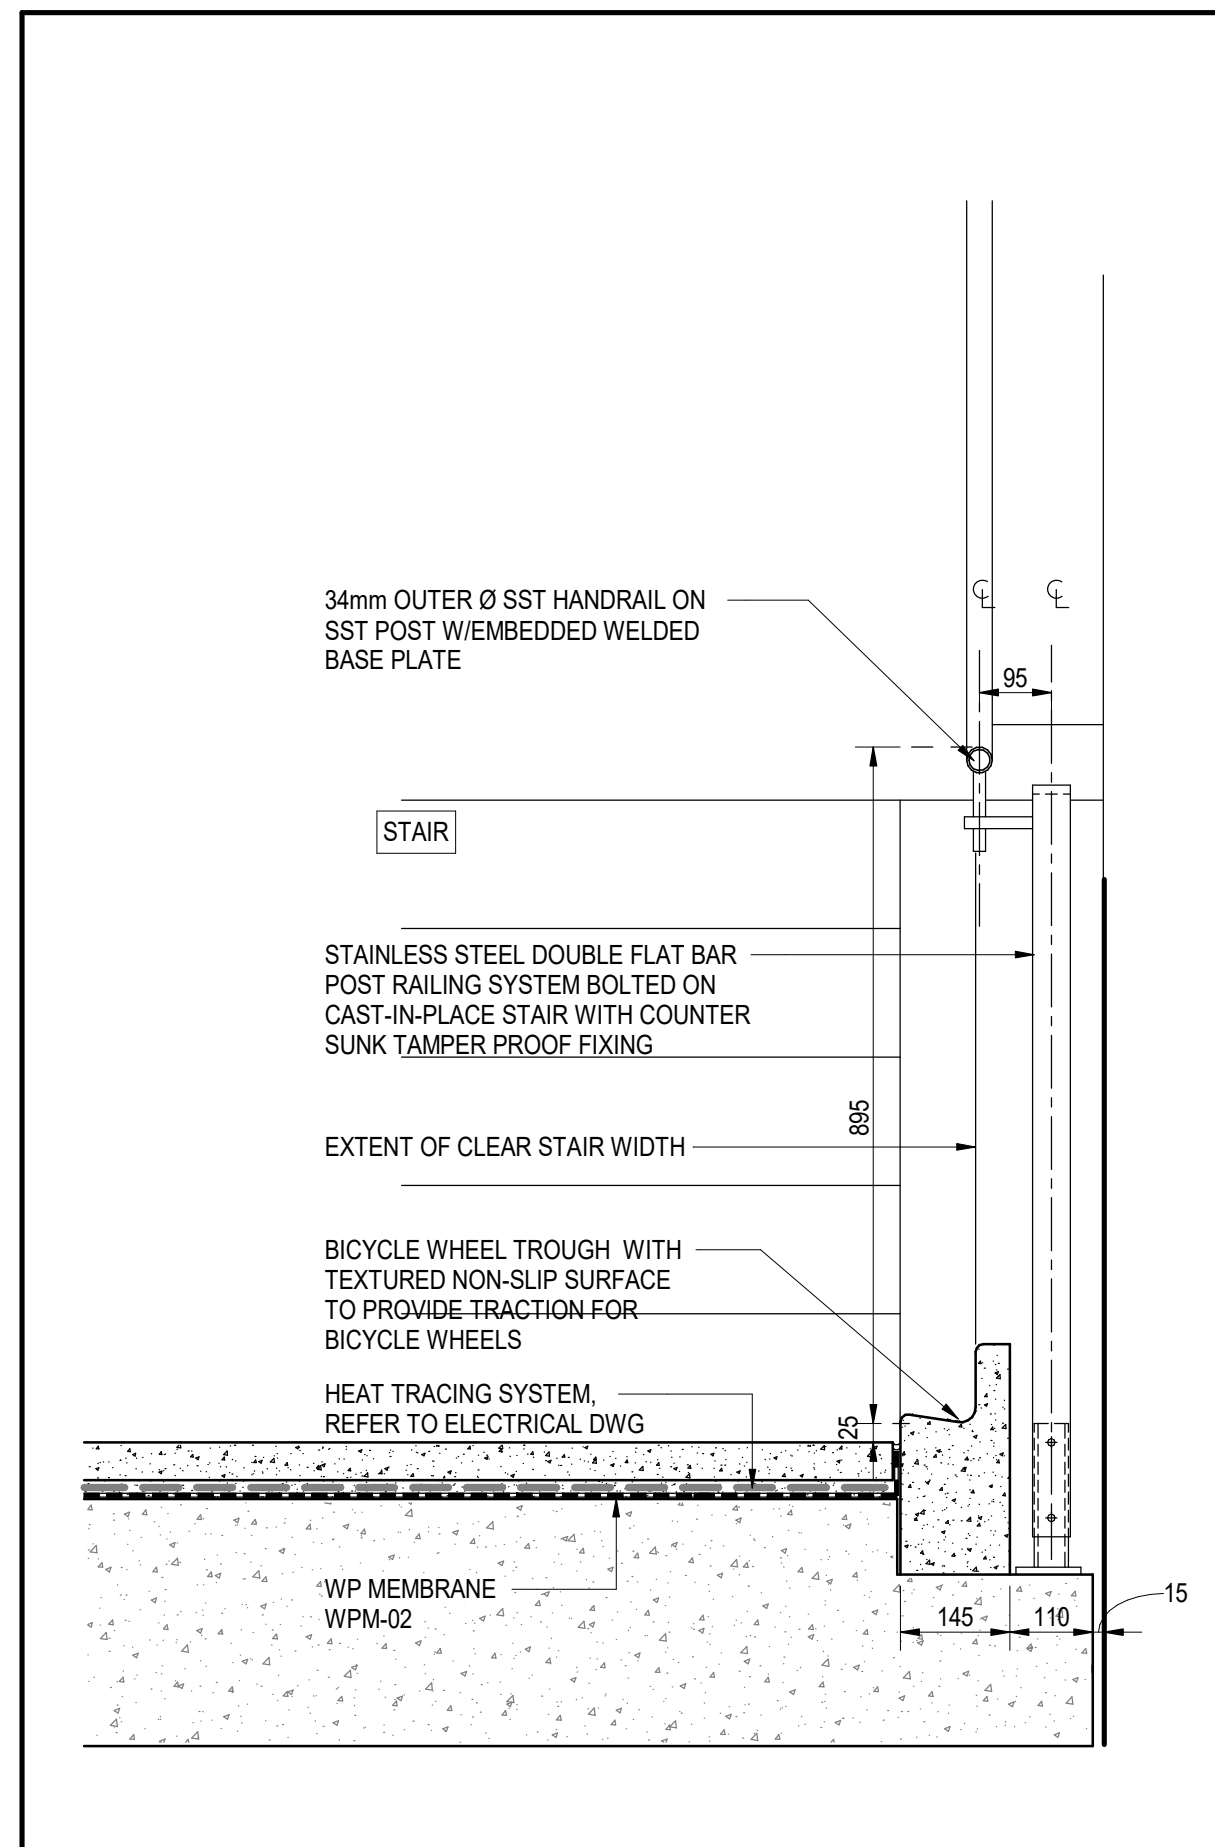 34mm OUTER Ø SST HANDRAIL ON
SST POST W/EMBEDDED WELDED
BASE PLATE
℄ ℄
95
STAIR
STAINLESS STEEL DOUBLE FLAT BAR
POST RAILING SYSTEM BOLTED ON
CAST-IN-PLACE STAIR WITH COUNTER
SUNK TAMPER PROOF FIXING
895
EXTENT OF CLEAR STAIR WIDTH
BICYCLE WHEEL TROUGH WITH
TEXTURED NON-SLIP SURFACE
TO PROVIDE TRACTION FOR
BICYCLE WHEELS
HEAT TRACING SYSTEM,
REFER TO ELECTRICAL DWG
25
WP MEMBRANE
WPM-02
145 110 15